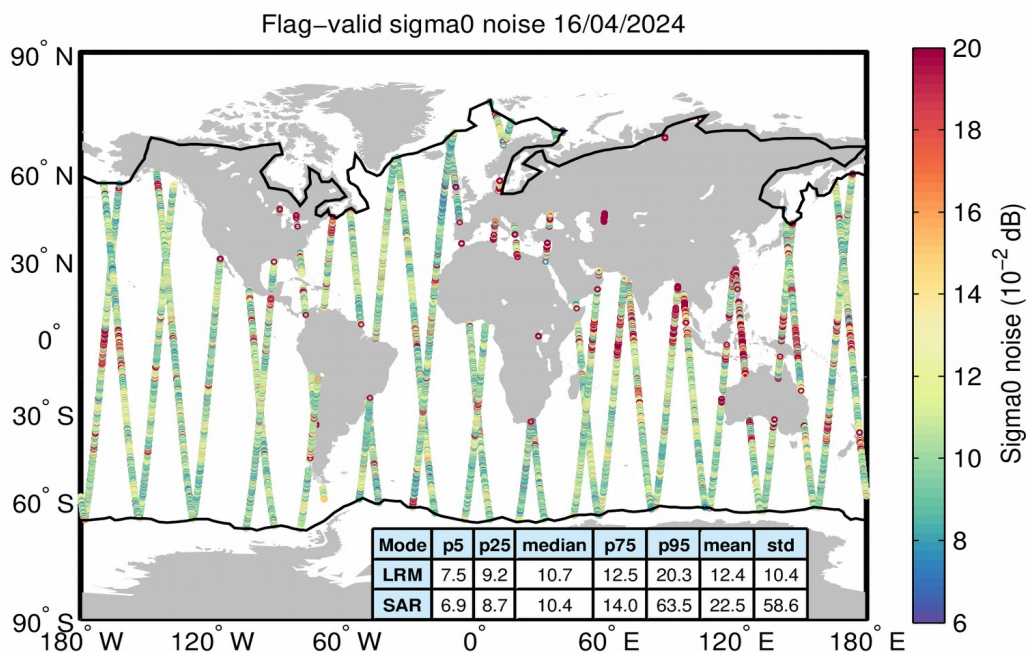 Flag−valid sigma0 noise 16/04/2024
90° N
60° N
30° N
0°
30° S
60° S
90° S
180° W
120° W
60° W
0°
60° E
120° E
180° E
Mode p5 p25 median p75 p95 mean std
LRM 7.5 9.2 10.7 12.5 20.3 12.4 10.4
SAR 6.9 8.7 10.4 14.0 63.5 22.5 58.6
20
18
16
14
12
10
8
6
Sigma0 noise (10⁻² dB)